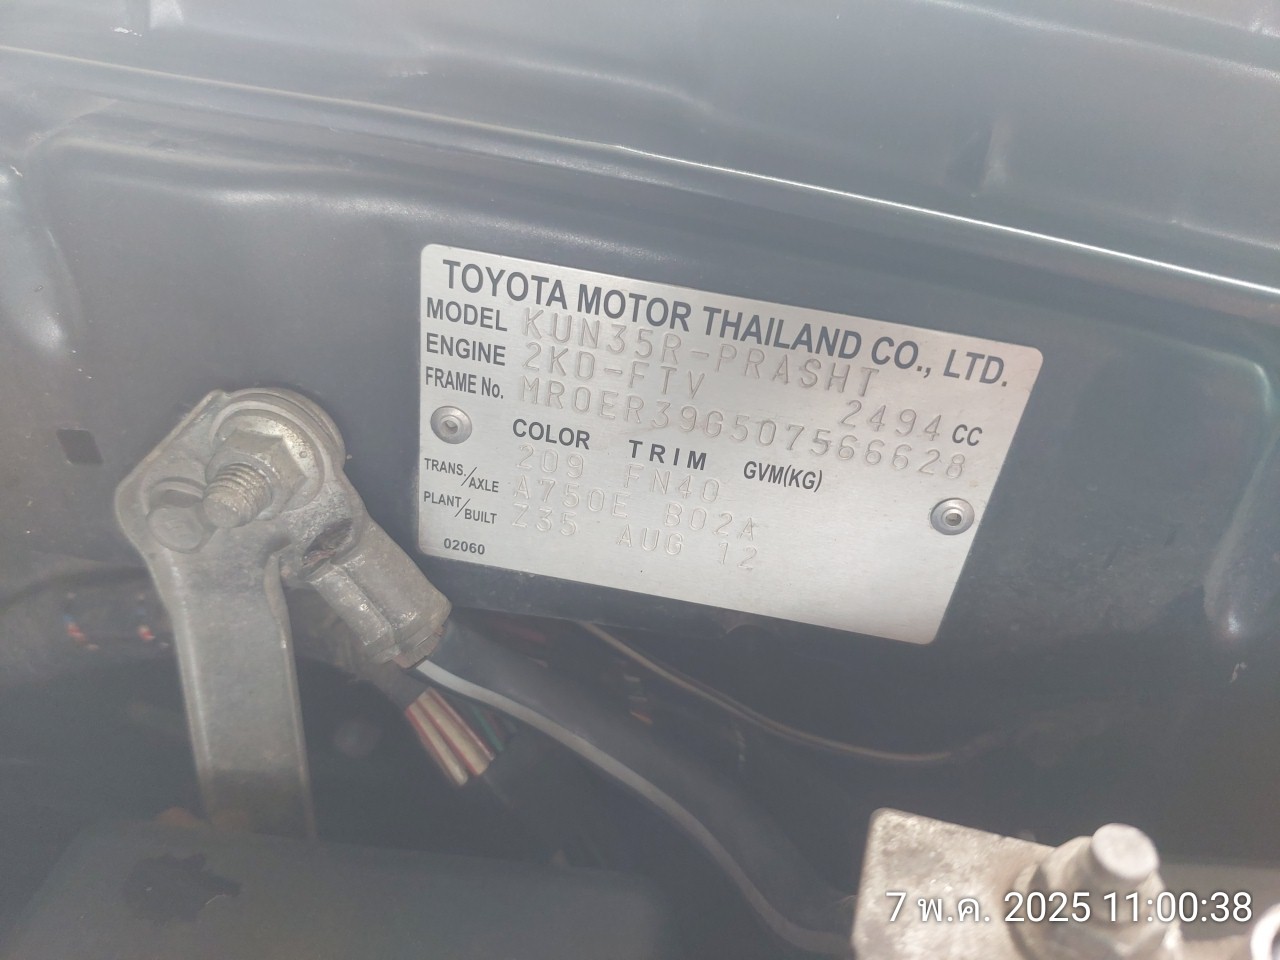 TOYOTA MOTOR THAILAND CO., LTD.
MODEL KUN35R-PRASHT
ENGINE 2KD-FTV 2494 CC
FRAME No. MR0ER39G507566628
COLOR TRIM GVM(KG)
209 FN40
TRANS./AXLE A750E B02A
PLANT/BUILT Z35 AUG 12
02060
7 พ.ค. 2025 11:00:38